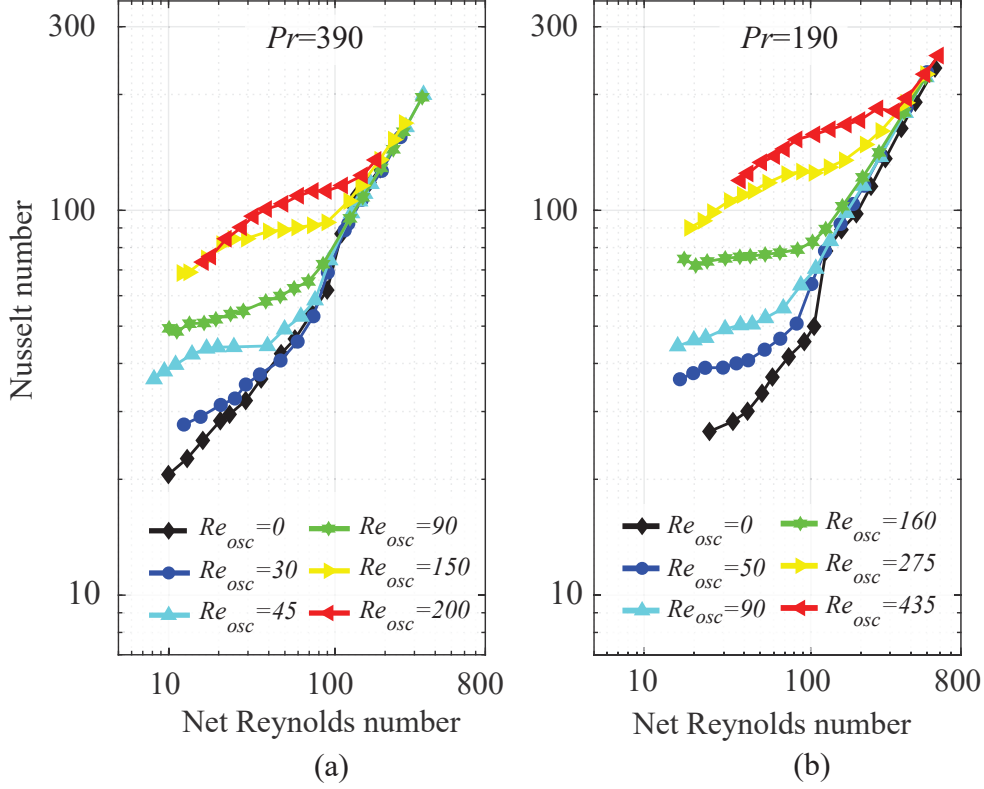 Pr=390
300
100
10
Nusselt number
Re_osc=0
Re_osc=90
Re_osc=30
Re_osc=150
Re_osc=45
Re_osc=200
10
100
800
Net Reynolds number
(a)
Pr=190
300
100
10
Re_osc=0
Re_osc=160
Re_osc=50
Re_osc=275
Re_osc=90
Re_osc=435
10
100
800
Net Reynolds number
(b)